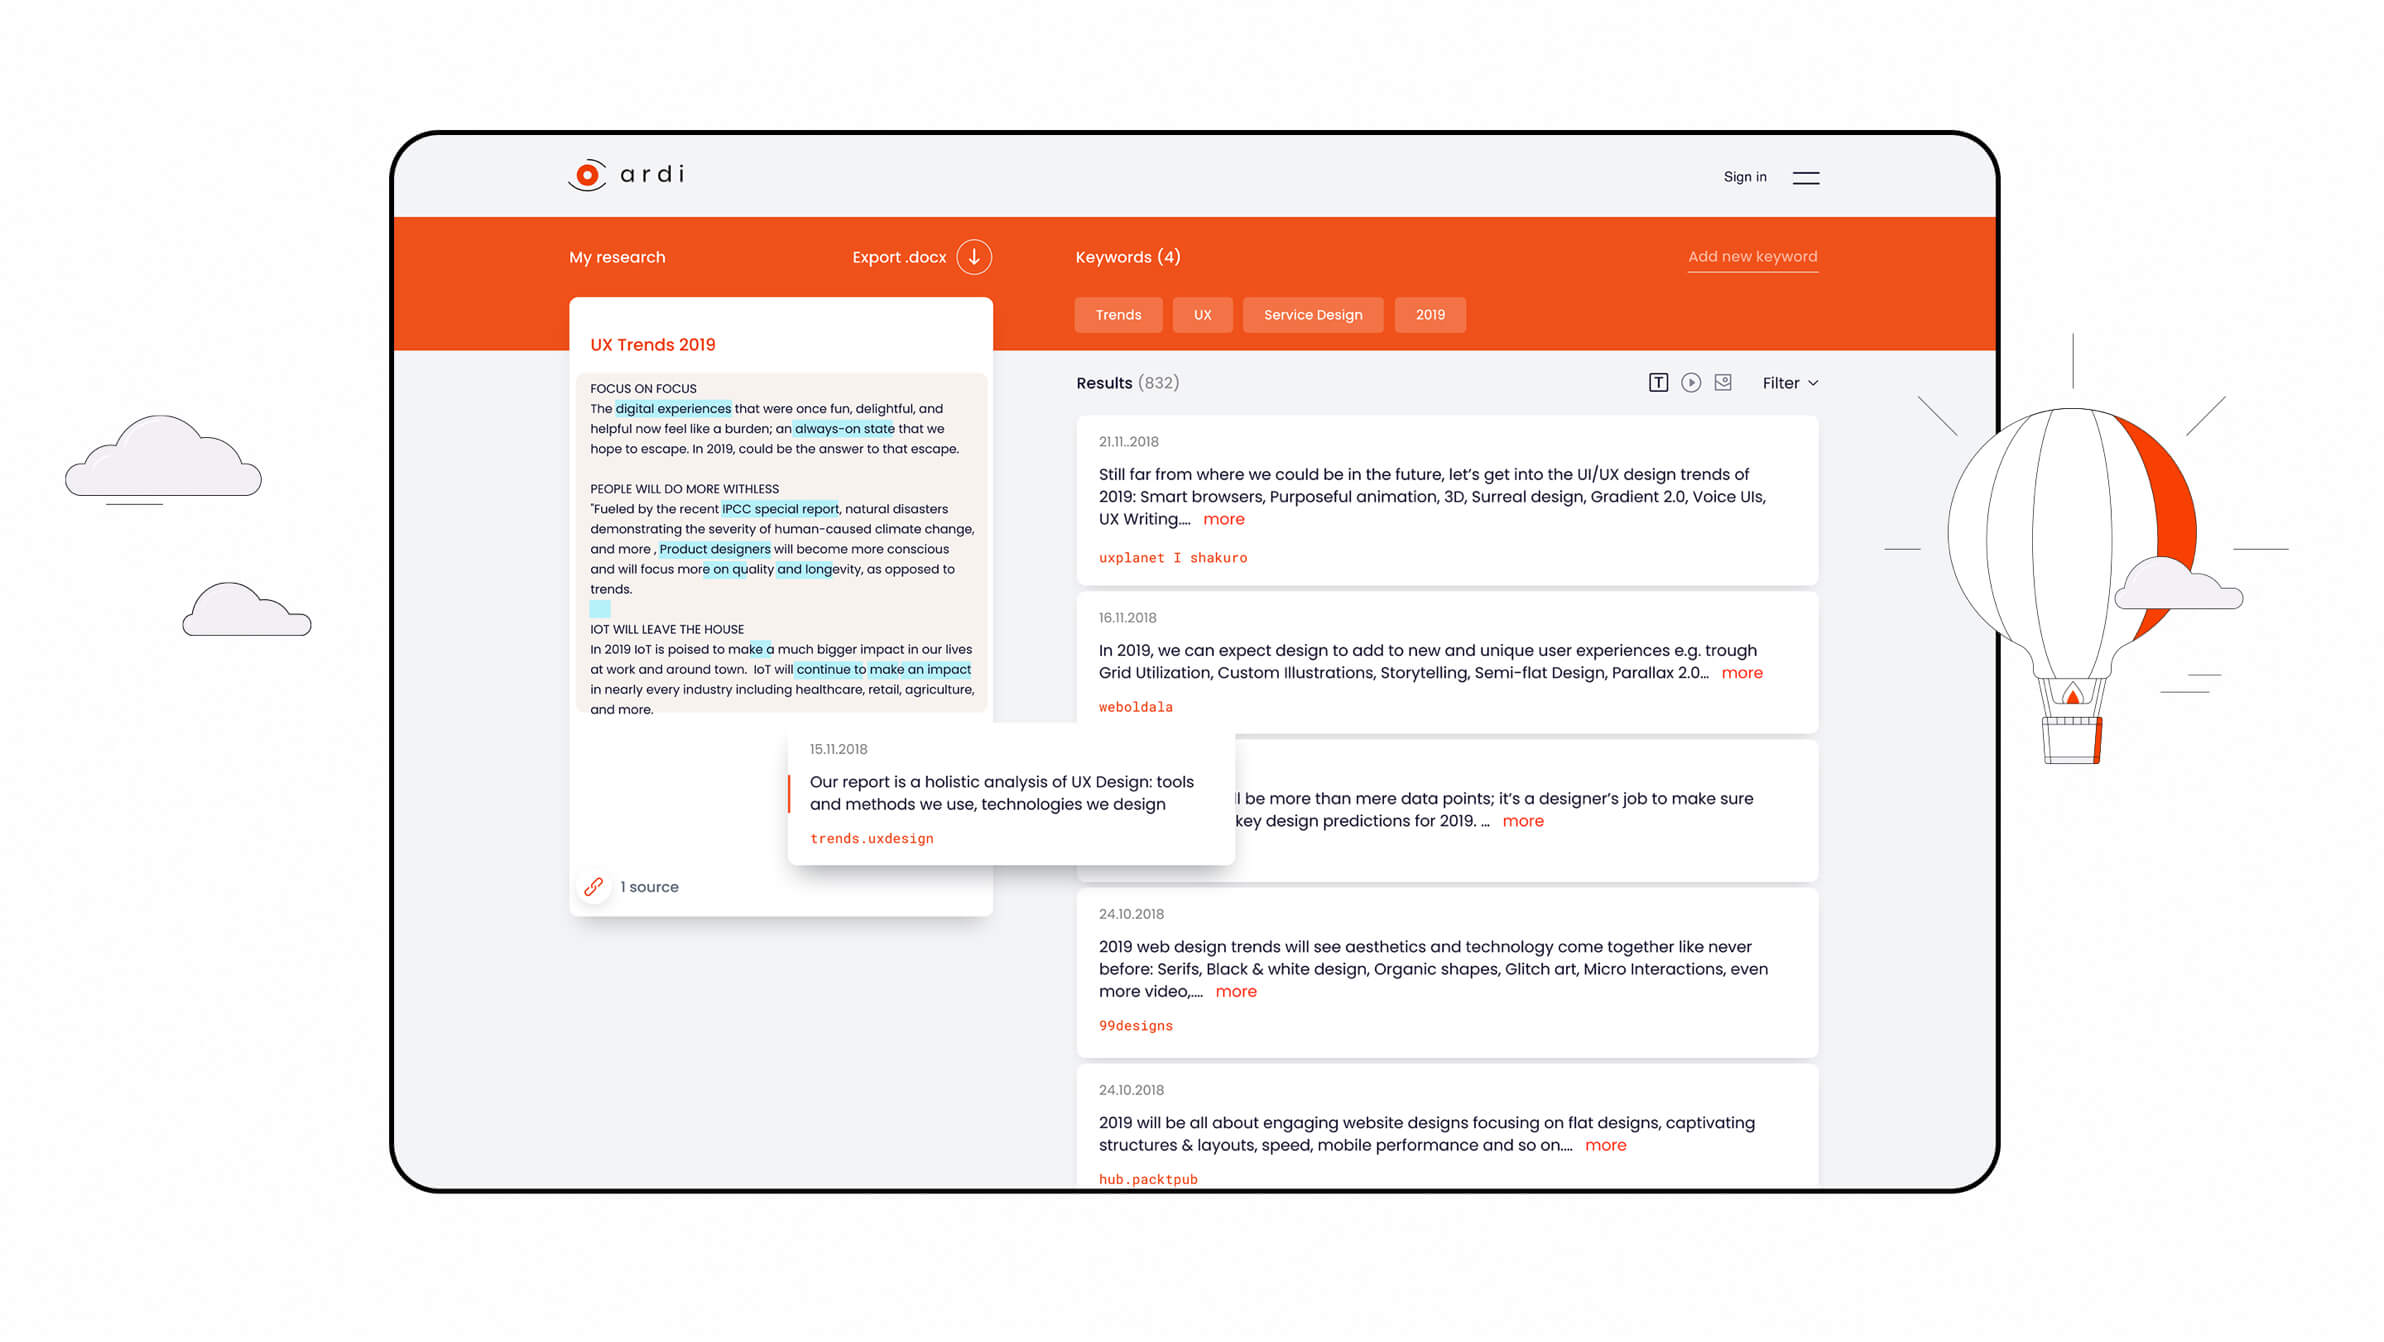 ardi
Sign in
My research
Export .docx
Keywords (4)
Add new keyword
Trends
UX
Service Design
2019
UX Trends 2019
FOCUS ON FOCUS
The digital experiences that were once fun, delightful, and
helpful now feel like a burden; an always-on state that we
hope to escape. In 2019, could be the answer to that escape.
PEOPLE WILL DO MORE WITHLESS
"Fueled by the recent IPCC special report, natural disasters
demonstrating the severity of human-caused climate change,
and more , Product designers will become more conscious
and will focus more on quality and longevity, as opposed to
trends.
IOT WILL LEAVE THE HOUSE
In 2019 IoT is poised to make a much bigger impact in our lives
at work and around town. IoT will continue to make an impact
in nearly every industry including healthcare, retail, agriculture,
and more.
1 source
15.11.2018
Our report is a holistic analysis of UX Design: tools
and methods we use, technologies we design
trends.uxdesign
Results (832)
T
Filter
21.11..2018
Still far from where we could be in the future, let's get into the UI/UX design trends of
2019: Smart browsers, Purposeful animation, 3D, Surreal design, Gradient 2.0, Voice UIs,
UX Writing.... more
uxplanet I shakuro
16.11.2018
In 2019, we can expect design to add to new and unique user experiences e.g. trough
Grid Utilization, Custom Illustrations, Storytelling, Semi-flat Design, Parallax 2.0... more
weboldala
be more than mere data points; it's a designer's job to make sure
key design predictions for 2019. ... more
24.10.2018
2019 web design trends will see aesthetics and technology come together like never
before: Serifs, Black & white design, Organic shapes, Glitch art, Micro Interactions, even
more video,.... more
99designs
24.10.2018
2019 will be all about engaging website designs focusing on flat designs, captivating
structures & layouts, speed, mobile performance and so on.... more
hub.packtpub